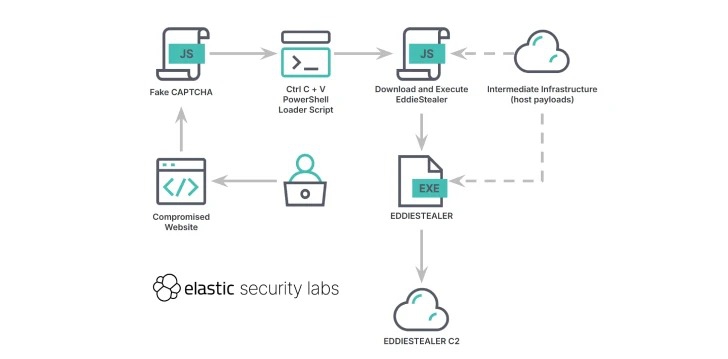 JS
JS
Fake CAPTCHA
Ctrl C + V
PowerShell
Loader Script
Download and Execute
EddieStealer
Intermediate Infrastructure
(host payloads)
</>
EXE
Compromised
Website
EDDIESTEALER
elastic security labs
EDDIESTEALER C2